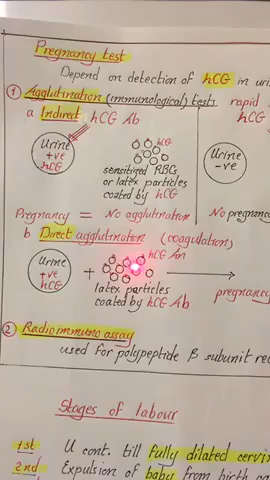 Pregnancy test
Depend on detection of hCG in uri
① Agglutination (immunological) tests rapid
a Indirect hCG Ab hCG
Urine +ve hCG
hCG
sensitized RBCs or latex particles coated by hCG
Urine -ve
Pregnancy = No agglutination No pregnan
b Direct agglutination (coagulation)
hCG An
Urine +ve hCG +
latex particles coated by hCG Ab
pregnan
② Radioimmuno assay
used for polypeptide β subunit re
Stages of labour
1st U cont. till fully dilated cervi
2nd Expulsion of baby from birth ca